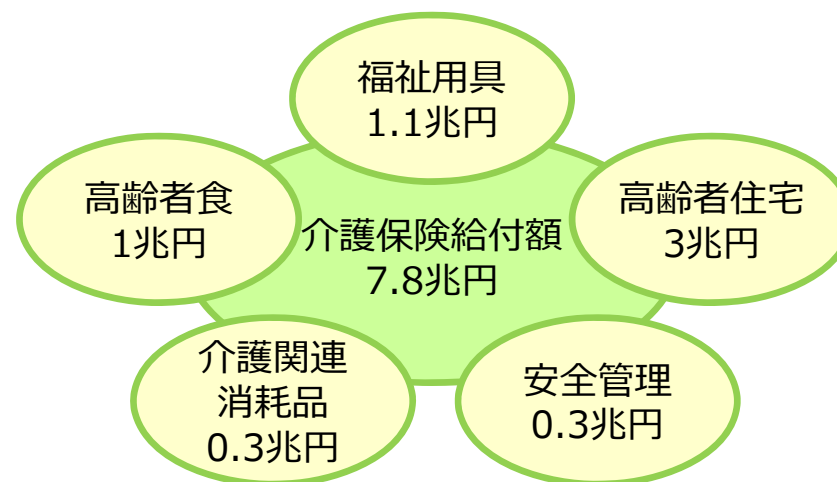 福祉用具
1.1兆円
高齢者食
1兆円
介護保険給付額
7.8兆円
高齢者住宅
3兆円
介護関連
消耗品
0.3兆円
安全管理
0.3兆円